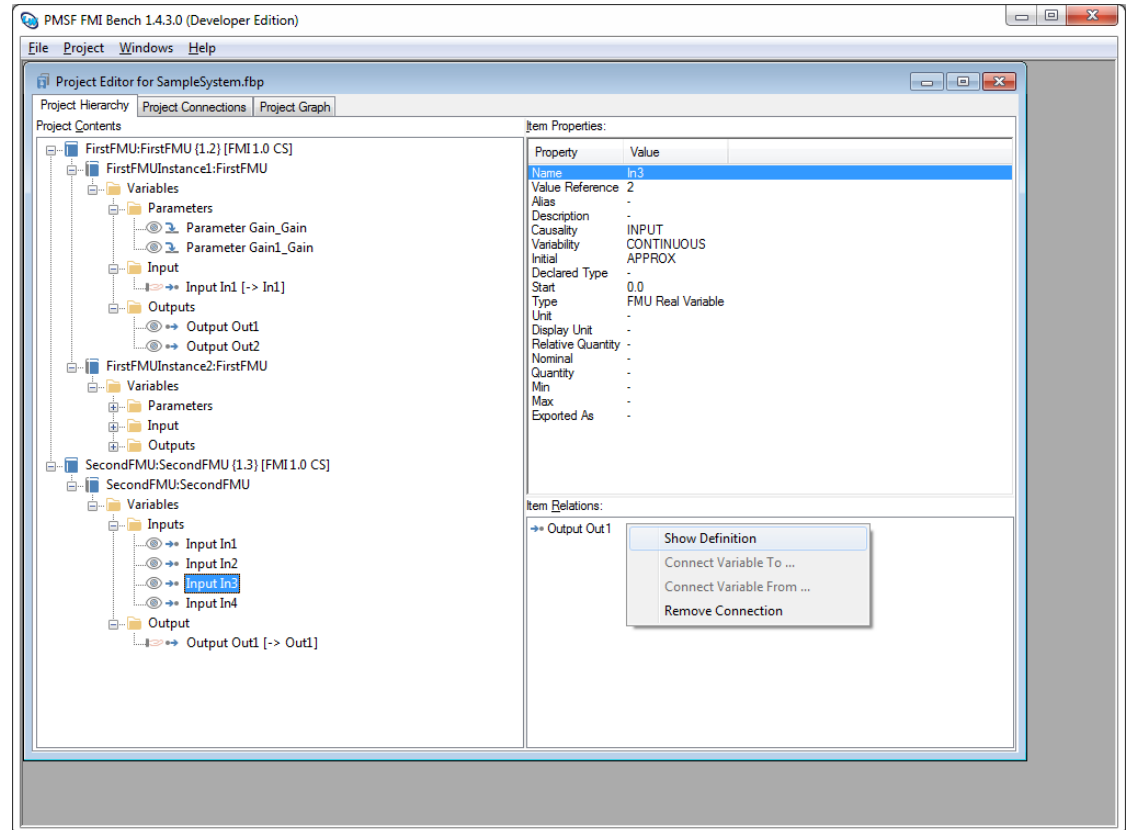 PMSF FMI Bench 1.4.3.0 (Developer Edition)
File Project Windows Help
Project Editor for SampleSystem.fbp
Project Hierarchy Project Connections Project Graph
Project Contents
FirstFMU:FirstFMU {1.2} [FMI1.0 CS]
FirstFMUInstance1:FirstFMU
Variables
Parameters
Parameter Gain_Gain
Parameter Gain1_Gain
Input
Input In1 [-> In1]
Outputs
Output Out1
Output Out2
FirstFMUInstance2:FirstFMU
Variables
Parameters
Input
Outputs
SecondFMU:SecondFMU {1.3} [FMI1.0 CS]
SecondFMU:SecondFMU
Variables
Inputs
Input In1
Input In2
Input In3
Input In4
Output
Output Out1 [-> Out1]
Item Properties:
Property Value
Name In3
Value Reference 2
Alias -
Description -
Causality INPUT
Variability CONTINUOUS
Initial APPROX
Declared Type -
Start 0.0
Type FMU Real Variable
Unit -
Display Unit -
Relative Quantity -
Nominal -
Quantity -
Min -
Max -
Exported As -
Item Relations:
Output Out1
Show Definition
Connect Variable To ...
Connect Variable From ...
Remove Connection